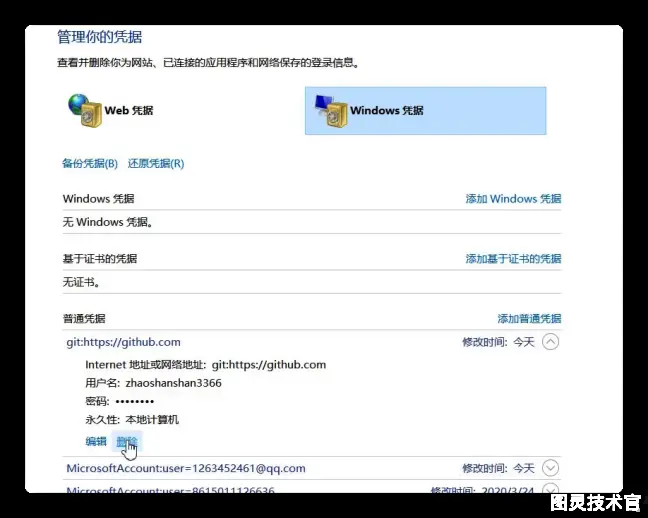 管理你的凭据
查看并删除你为网站、已连接的应用程序和网络保存的登录信息。
Web 凭据
Windows 凭据
备份凭据(B) 还原凭据(R)
Windows 凭据 添加 Windows 凭据
无 Windows 凭据。
基于证书的凭据 添加基于证书的凭据
无证书。
普通凭据 添加普通凭据
git:https://github.com 修改时间: 今天
Internet 地址或网络地址: git:https://github.com
用户名: zhaoshanshan3366
密码: ••••••••
永久性: 本地计算机
编辑 删除
MicrosoftAccount:user=1263452461@qq.com 修改时间: 今天
MicrosoftAccount:user=8615011126636 修改时间: 2020/3/24
图灵技术官